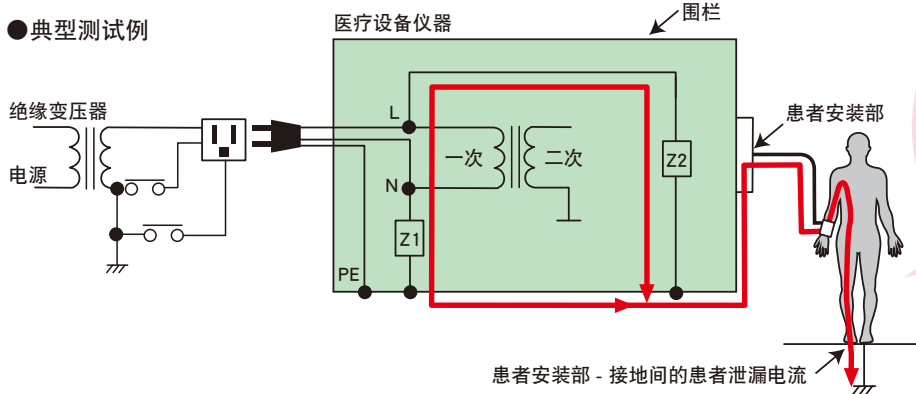 ●典型测试例
医疗设备仪器
围栏
绝缘变压器
电源
L
N
PE
Z1
一次
二次
Z2
患者安装部
患者安装部 - 接地间的患者泄漏电流